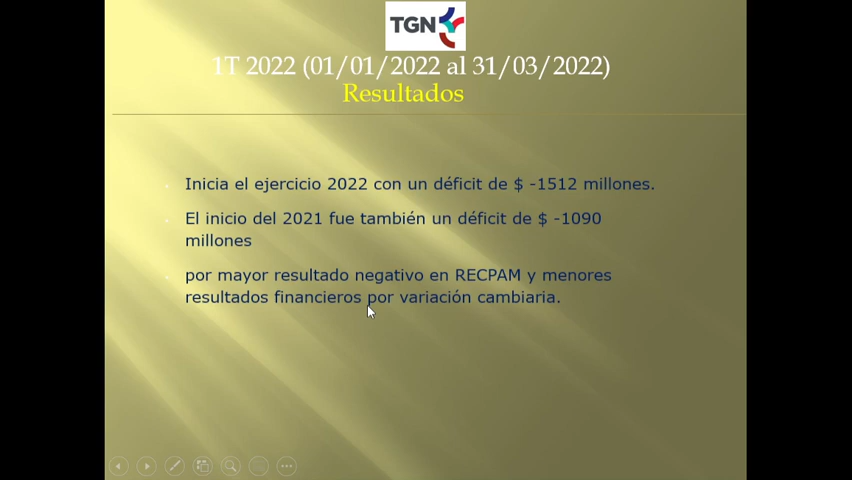 TGN
1T 2022 (01/01/2022 al 31/03/2022)
Resultados
Inicia el ejercicio 2022 con un déficit de $ -1512 millones.
El inicio del 2021 fue también un déficit de $ -1090
millones
por mayor resultado negativo en RECPAM y menores
resultados financieros por variación cambiaria.